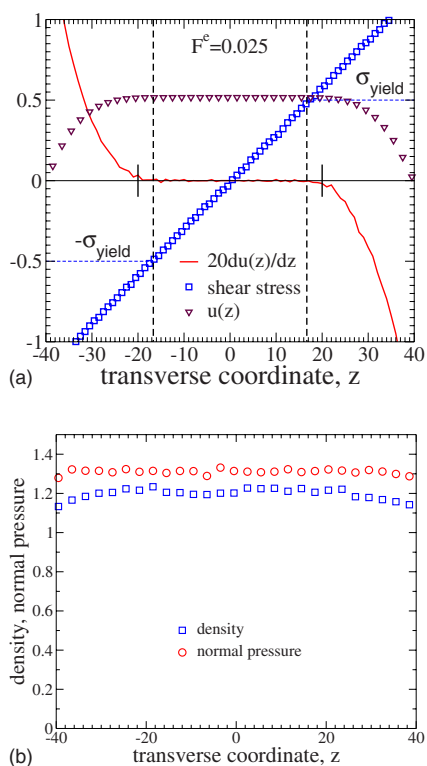 1
0.5
0
-0.5
-1
F^e=0.025
σ_yield
-σ_yield
20du(z)/dz
shear stress
u(z)
-40 -30 -20 -10 0 10 20 30 40
(a) transverse coordinate, z
density, normal pressure
1.4
1.2
1
0.8
0.6
0.4
0.2
0
density
normal pressure
-40 -20 0 20 40
(b) transverse coordinate, z